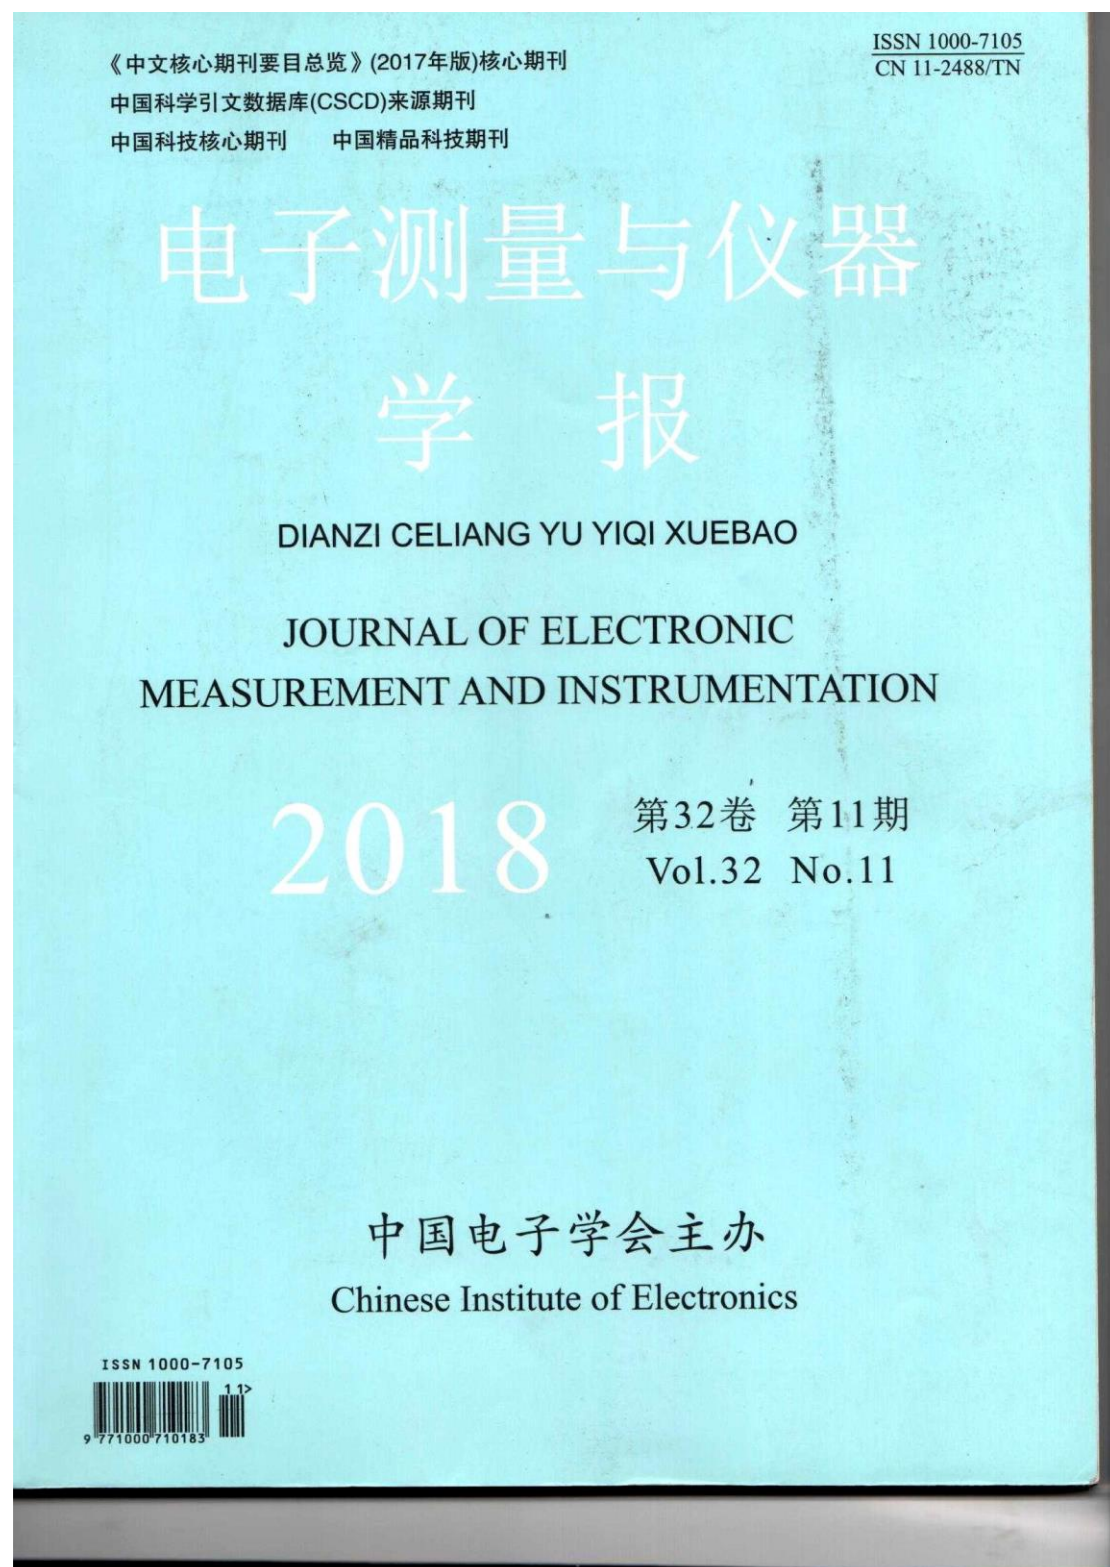 《中文核心期刊要目总览》(2017年版)核心期刊
中国科学引文数据库(CSCD)来源期刊
中国科技核心期刊 中国精品科技期刊
ISSN 1000-7105
CN 11-2488/TN
电子测量与仪器
学 报
DIANZI CELIANG YU YIQI XUEBAO
JOURNAL OF ELECTRONIC
MEASUREMENT AND INSTRUMENTATION
2018
第32卷 第11期
Vol.32 No.11
中国电子学会主办
Chinese Institute of Electronics
ISSN 1000-7105
11>
9 771000 710183